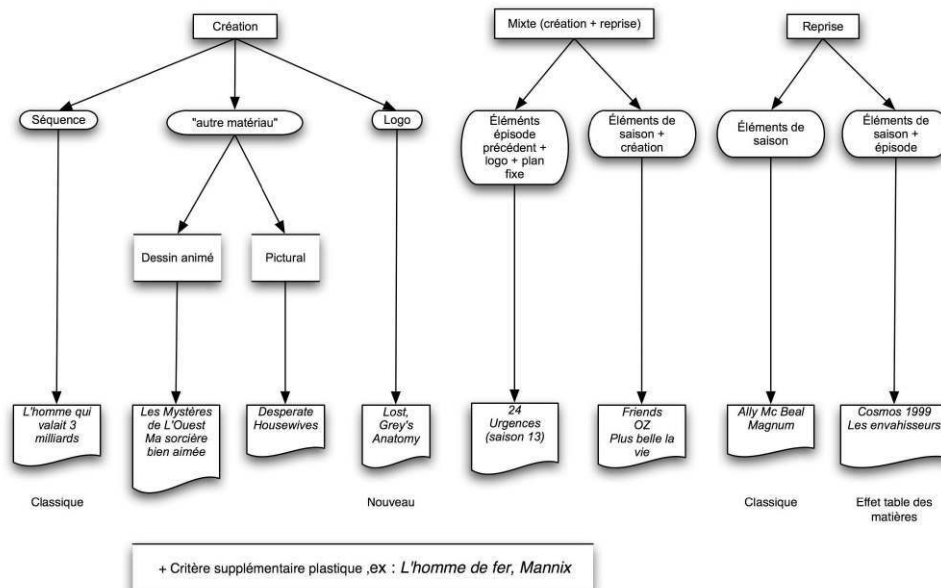 Création
Mixte (création + reprise)
Reprise
Séquence
"autre matériau"
Logo
Éléments
épisode
précédent +
logo + plan
fixe
Éléments de
saison +
création
Éléments de
saison
Éléments de
saison +
épisode
Dessin animé
Pictural
L'homme qui
valait 3
milliards
Les Mystères
de L'Ouest
Ma sorcière
bien aimée
Desperate
Housewives
Lost,
Grey's
Anatomy
24
Urgences
(saison 13)
Friends
OZ
Plus belle la
vie
Ally Mc Beal
Magnum
Cosmos 1999
Les envahisseurs
Classique
Nouveau
Classique
Effet table des
matières
+ Critère supplémentaire plastique ,ex : L'homme de fer, Mannix